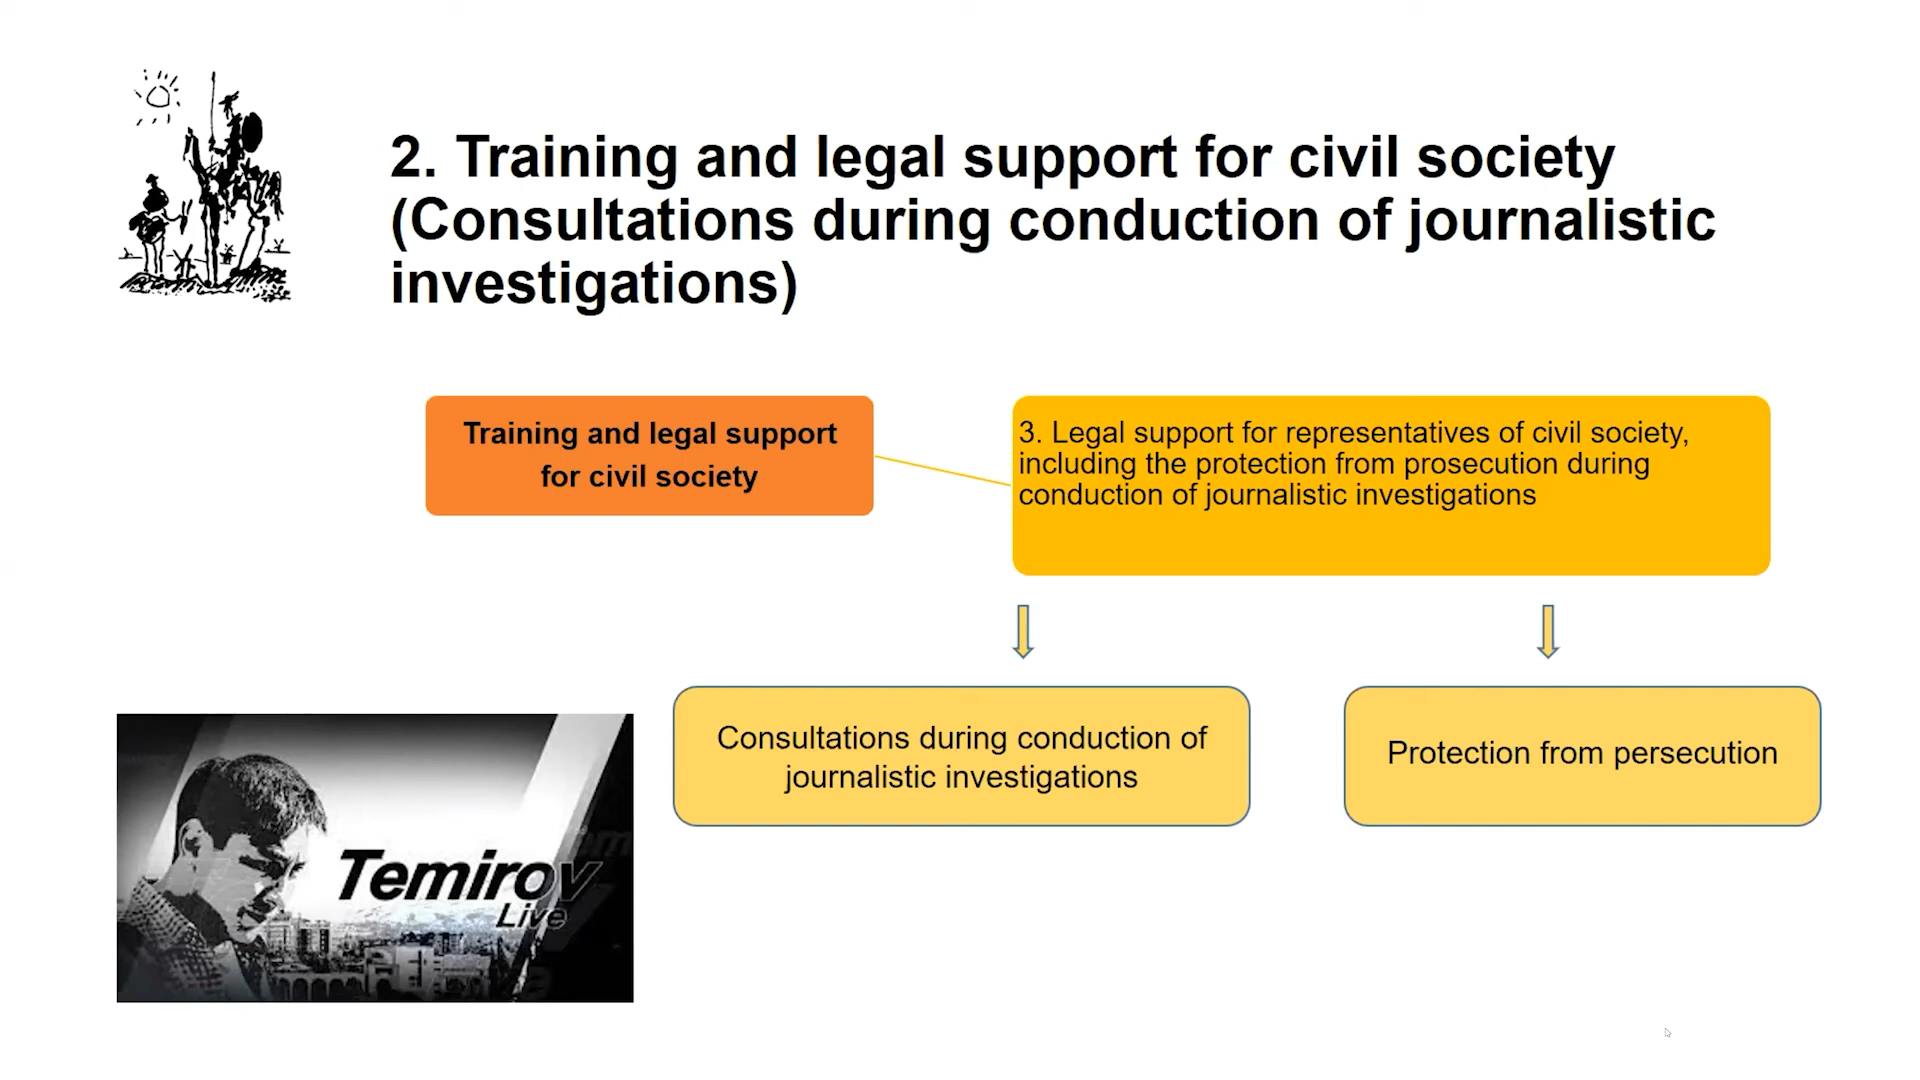 2. Training and legal support for civil society
(Consultations during conduction of journalistic
investigations)
Training and legal support
for civil society
3. Legal support for representatives of civil society,
including the protection from prosecution during
conduction of journalistic investigations
Consultations during conduction of
journalistic investigations
Protection from persecution
Temirov
Live